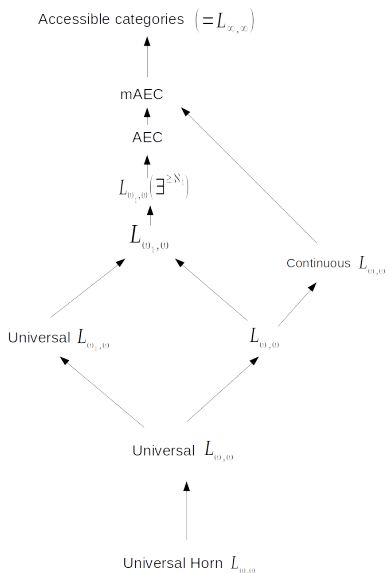 Accessible categories (=L∞,∞)
mAEC
AEC
Lω₁,ω(∃≥ℵ₁)
Lω₁,ω
Continuous Lω,ω
Universal Lω₁,ω
Lω,ω
Universal Lω,ω
Universal Horn Lω,ω